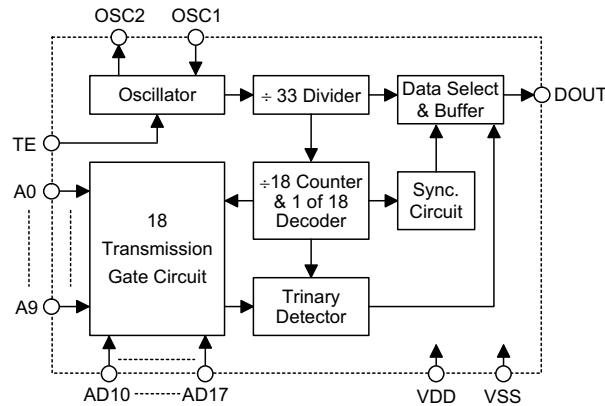 OSC2 OSC1
Oscillator
÷ 33 Divider
Data Select
& Buffer
DOUT
TE
A0
18
Transmission
Gate Circuit
÷18 Counter
& 1 of 18
Decoder
Sync.
Circuit
A9
Trinary
Detector
AD10 AD17
VDD VSS